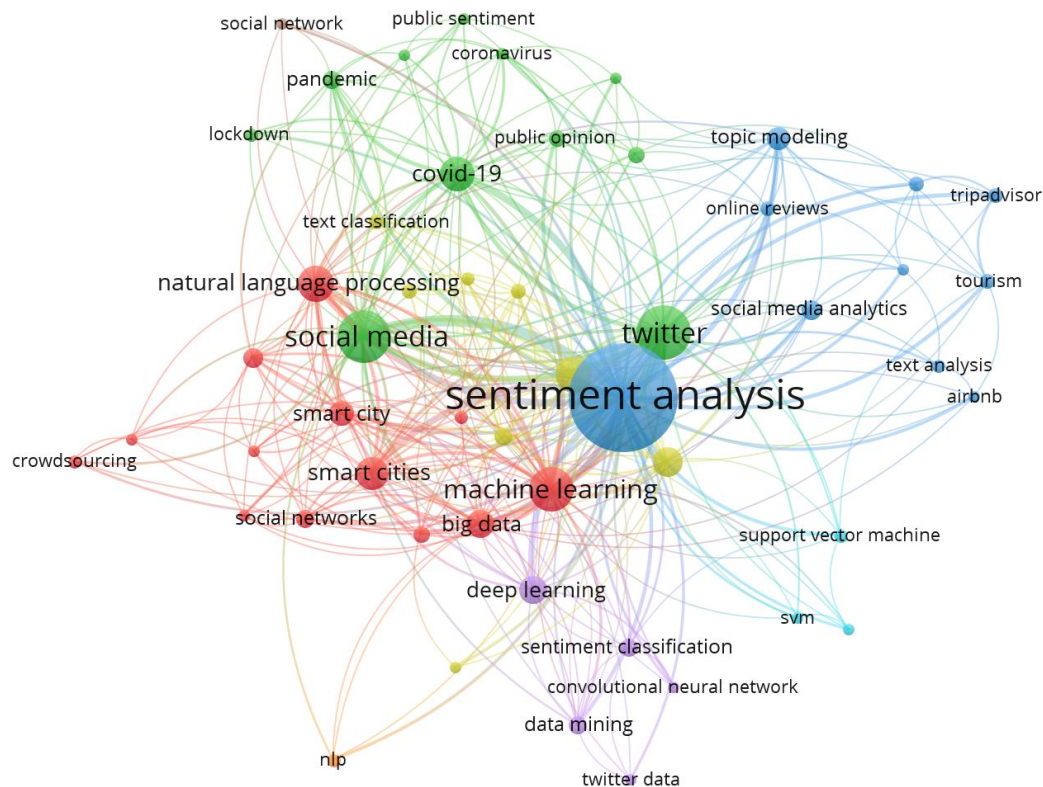 social network
public sentiment
coronavirus
pandemic
lockdown
public opinion
topic modeling
covid-19
tripadvisor
online reviews
text classification
natural language processing
tourism
social media analytics
social media
twitter
text analysis
sentiment analysis
airbnb
smart city
crowdsourcing
smart cities
machine learning
social networks
big data
support vector machine
deep learning
svm
sentiment classification
convolutional neural network
data mining
nlp
twitter data